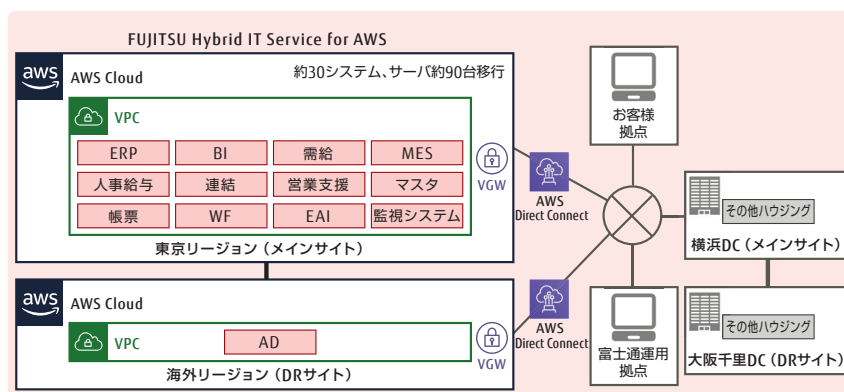 FUJITSU Hybrid IT Service for AWS
aws
AWS Cloud
約30システム、サーバ約90台移行
VPC
ERP
BI
需給
MES
人事給与
連結
営業支援
マスタ
帳票
WF
EAI
監視システム
VGW
東京リージョン（メインサイト）
aws
AWS Cloud
VPC
AD
VGW
海外リージョン（DRサイト）
AWS
Direct Connect
AWS
Direct Connect
お客様
拠点
富士通運用
拠点
その他ハウジング
横浜DC（メインサイト）
その他ハウジング
大阪千里DC（DRサイト）